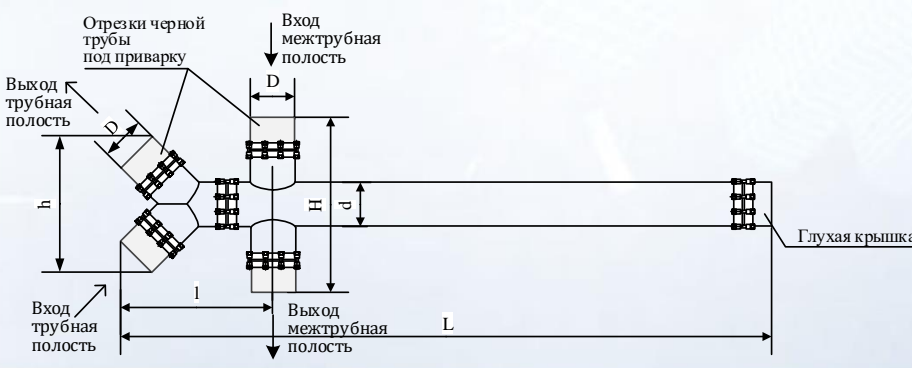 Отрезки черной
трубы
под приварку
Вход
межтрубная
полость
Выход
трубная
полость
D
D
h
H
d
Глухая крышка
l
L
Вход
трубная
полость
Выход
межтрубная
полость